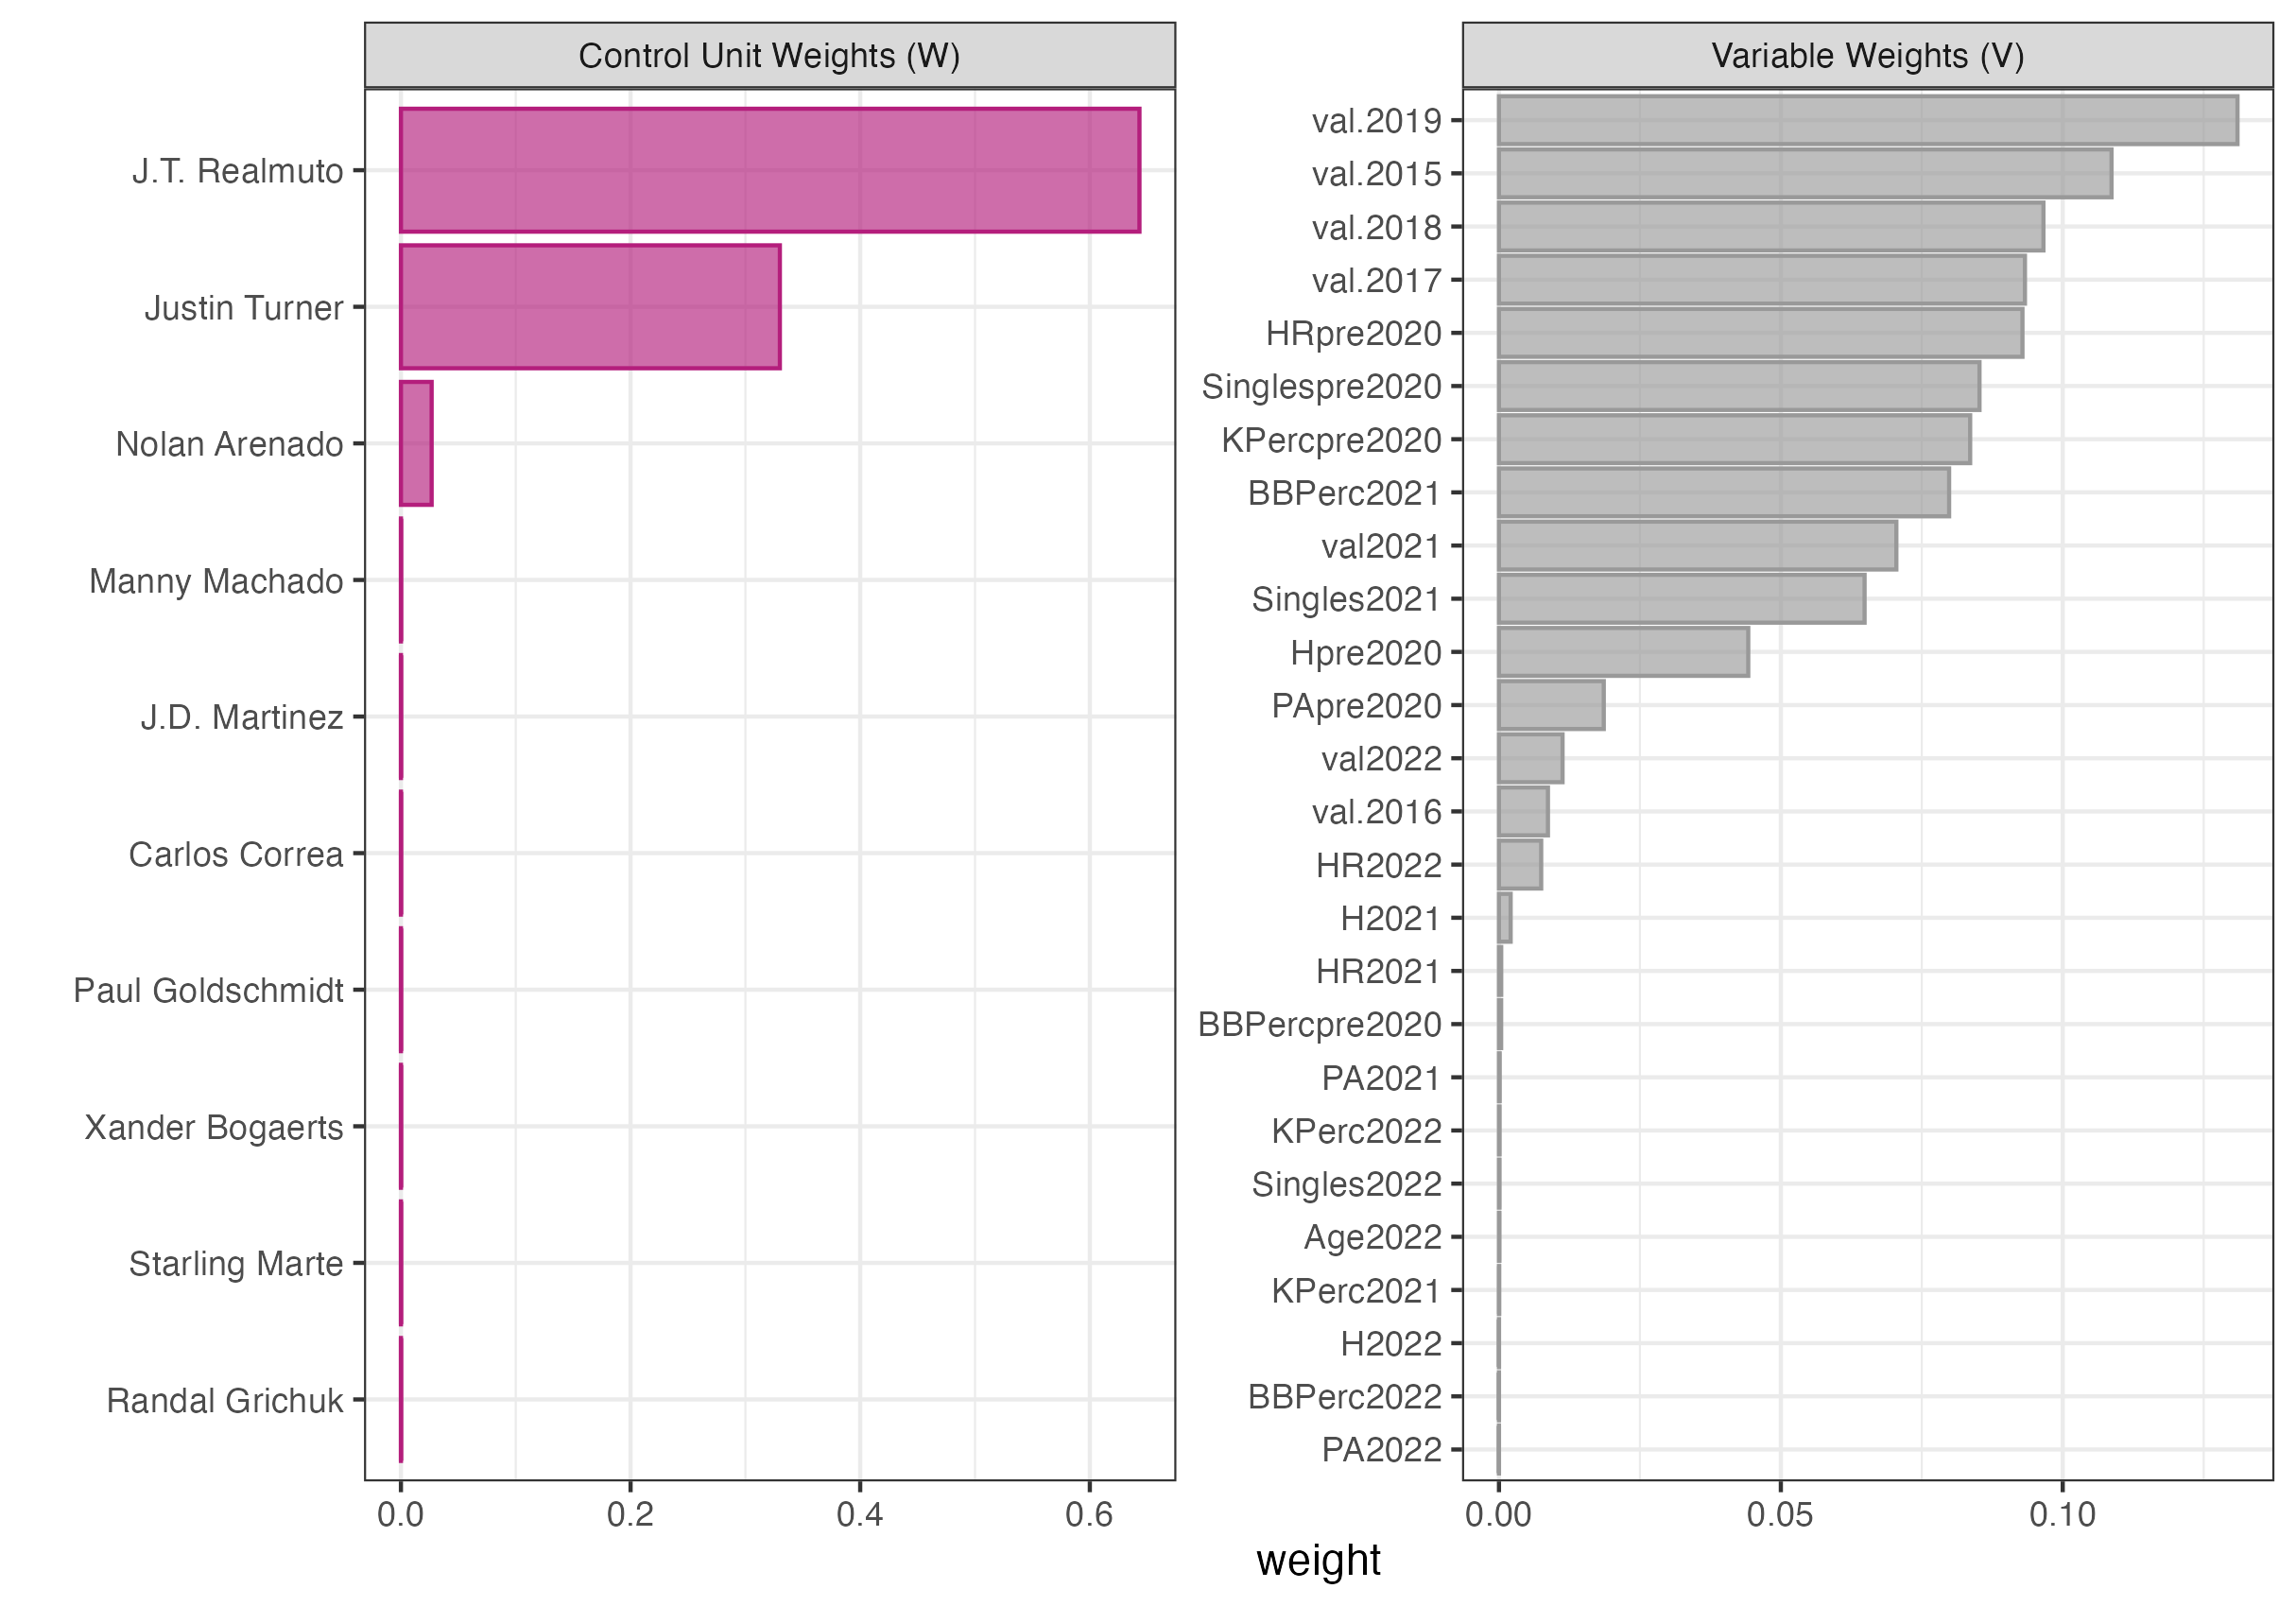 Control Unit Weights (W)
J.T. Realmuto
Justin Turner
Nolan Arenado
Manny Machado
J.D. Martinez
Carlos Correa
Paul Goldschmidt
Xander Bogaerts
Starling Marte
Randal Grichuk
0.0 0.2 0.4 0.6
Variable Weights (V)
val.2019
val.2015
val.2018
val.2017
HRpre2020
Singlespre2020
KPercpre2020
BBPerc2021
val2021
Singles2021
Hpre2020
PApre2020
val2022
val.2016
HR2022
H2021
HR2021
BBPercpre2020
PA2021
KPerc2022
Singles2022
Age2022
KPerc2021
H2022
BBPerc2022
PA2022
0.00 0.05 0.10
weight